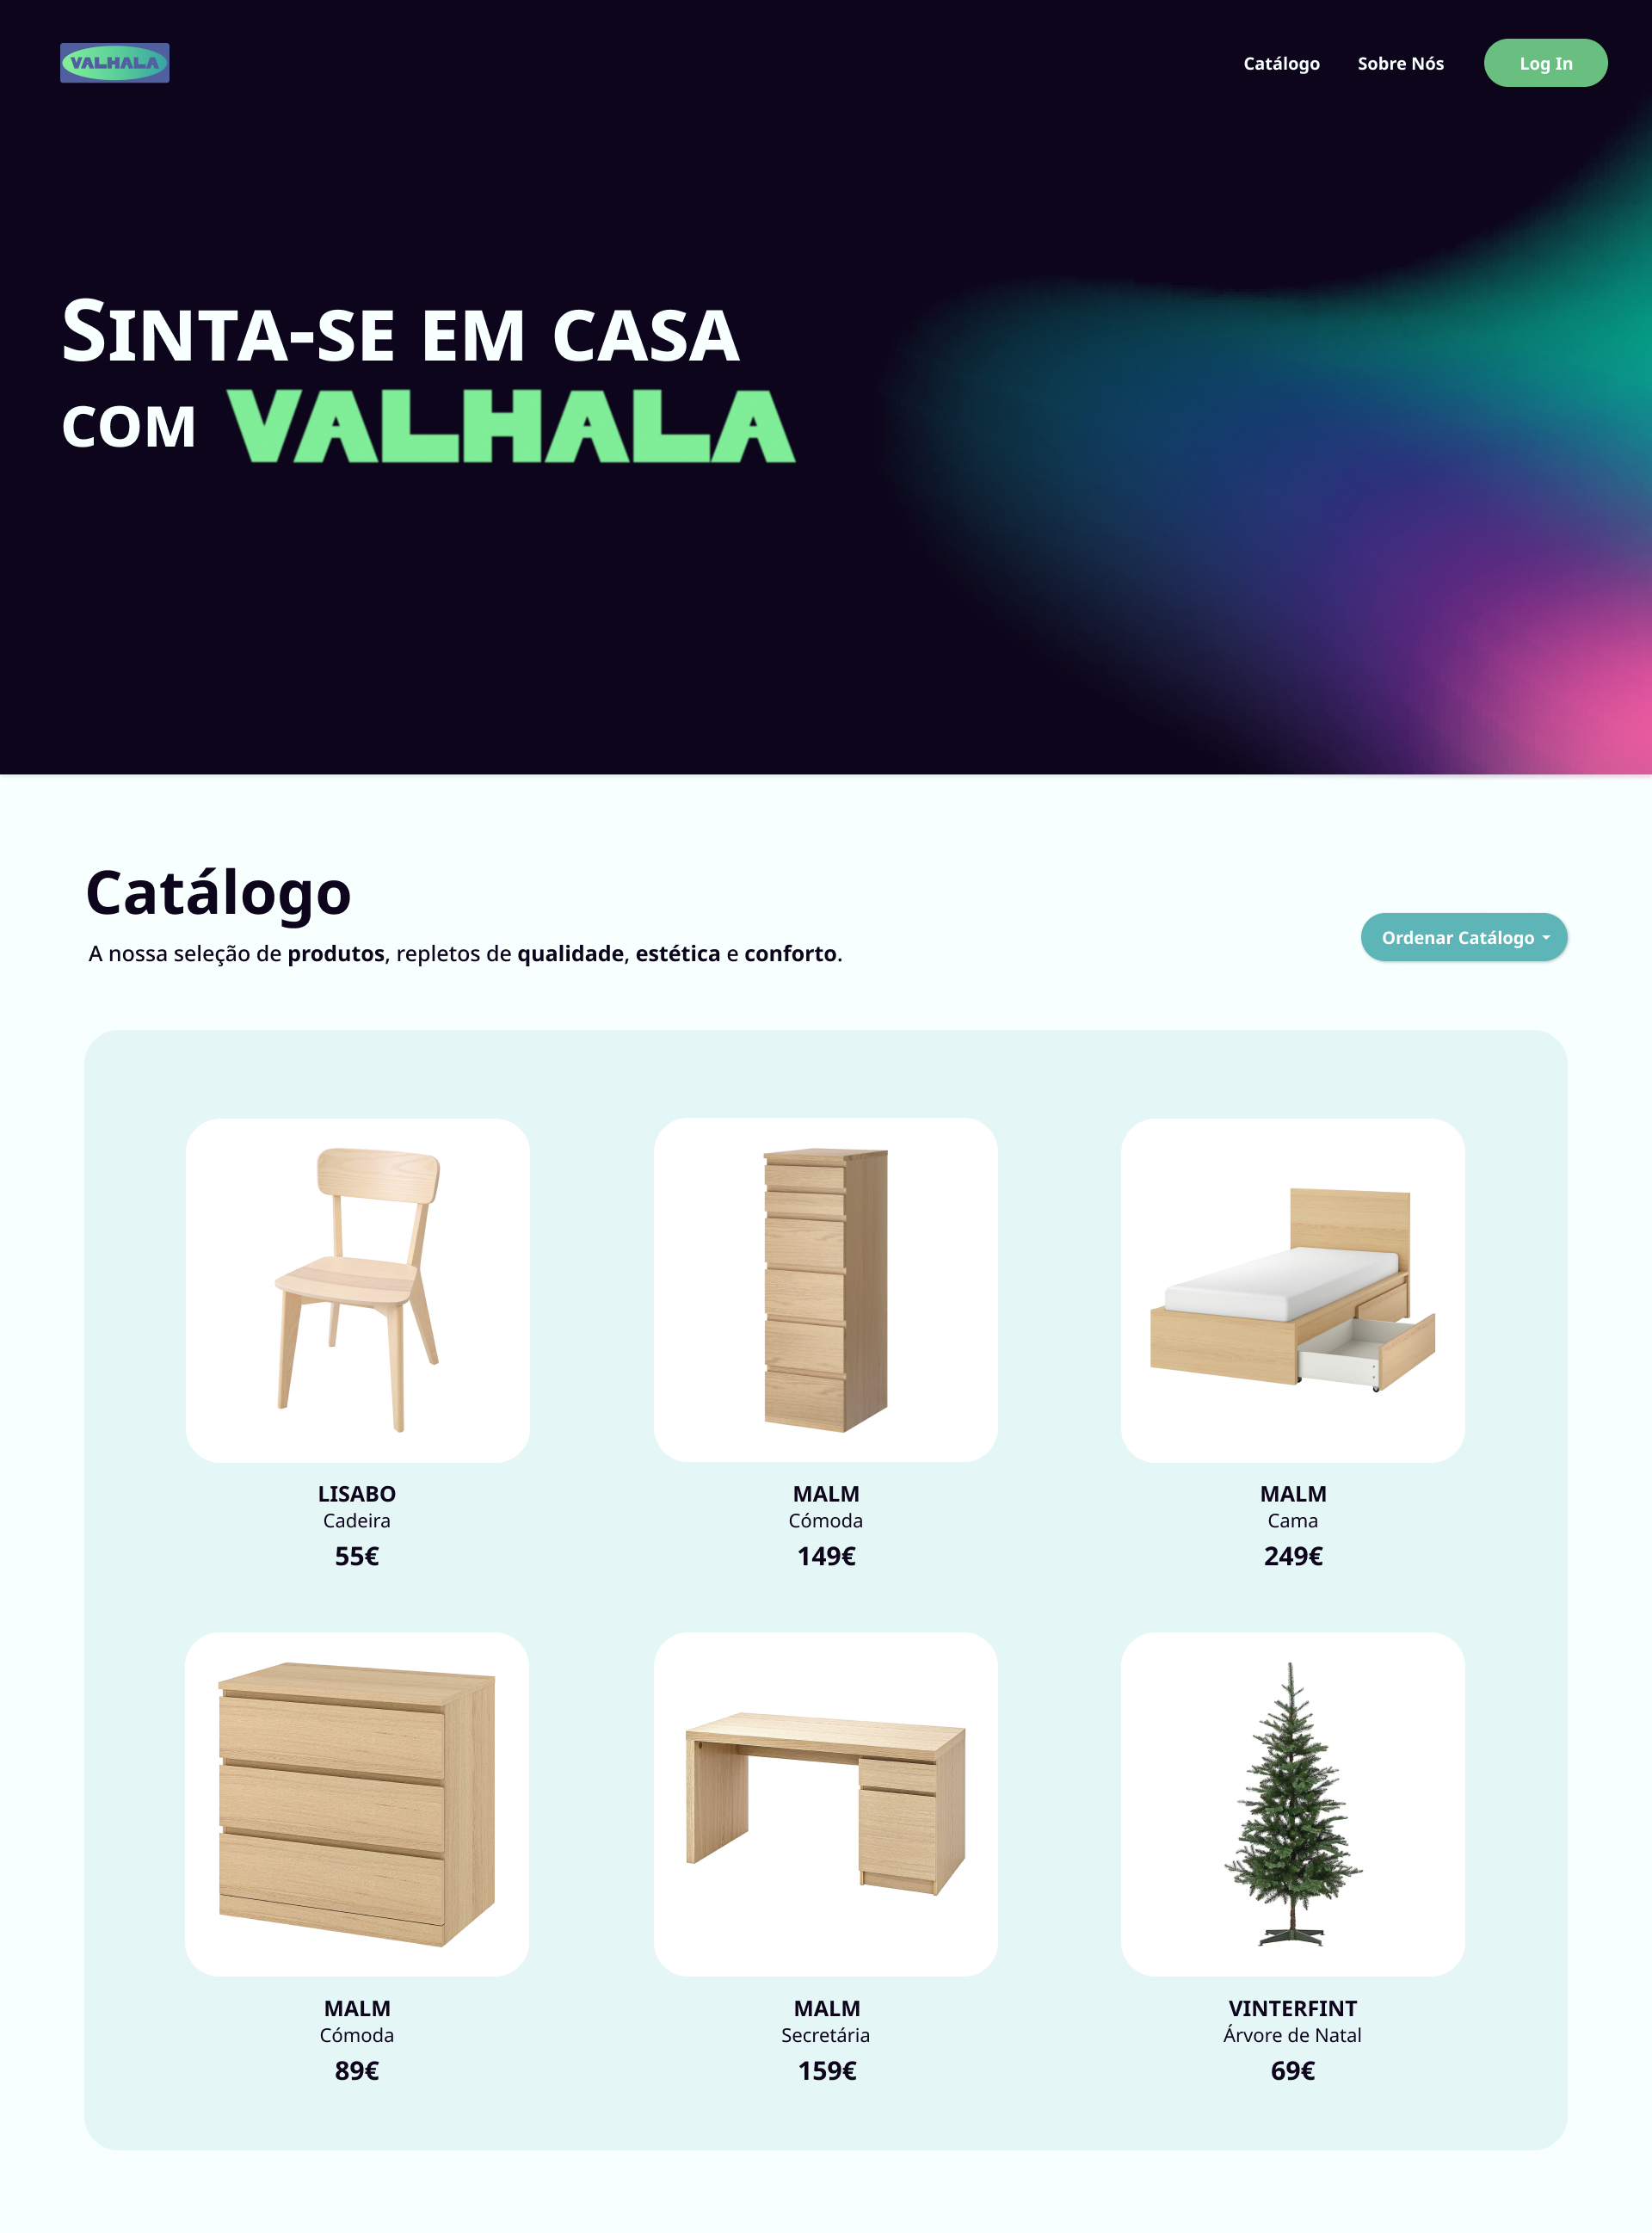 VALHALA
Catálogo
Sobre Nós
Log In
SINTA-SE EM CASA
COM VALHALA
Catálogo
A nossa seleção de produtos, repletos de qualidade, estética e conforto.
Ordenar Catálogo
LISABO
Cadeira
55€
MALM
Cómoda
149€
MALM
Cama
249€
MALM
Cómoda
89€
MALM
Secretária
159€
VINTERFINT
Árvore de Natal
69€